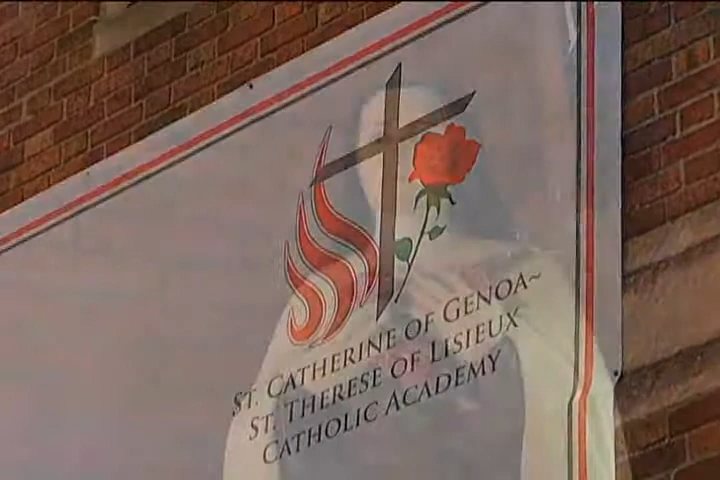 St. Catherine of Genoa~
St. Therese of Lisieux
Catholic Academy